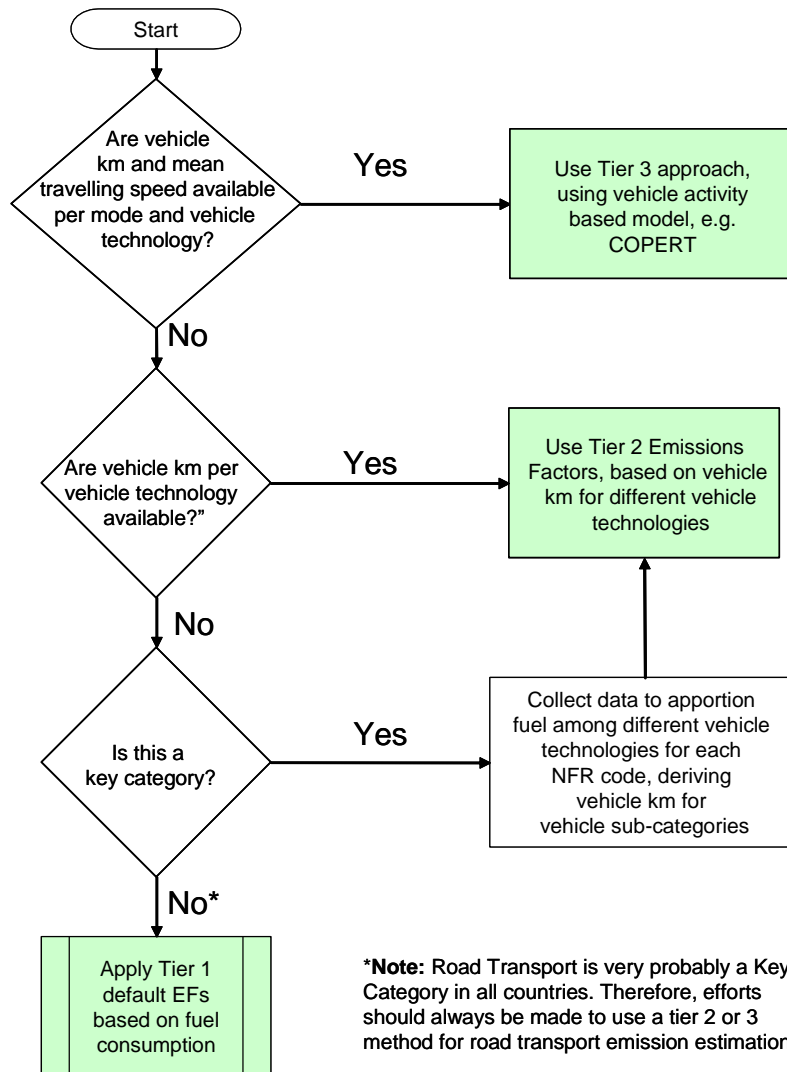 Start
Are vehicle
km and mean
travelling speed available
per mode and vehicle
technology?
Yes
Use Tier 3 approach,
using vehicle activity
based model, e.g.
COPERT
No
Are vehicle km per
vehicle technology
available?”
Yes
Use Tier 2 Emissions
Factors, based on vehicle
km for different vehicle
technologies
No
Is this a
key category?
Yes
Collect data to apportion
fuel among different vehicle
technologies for each
NFR code, deriving
vehicle km for
vehicle sub-categories
No*
Apply Tier 1
default EFs
based on fuel
consumption
*Note: Road Transport is very probably a Key
Category in all countries. Therefore, efforts
should always be made to use a tier 2 or 3
method for road transport emission estimation